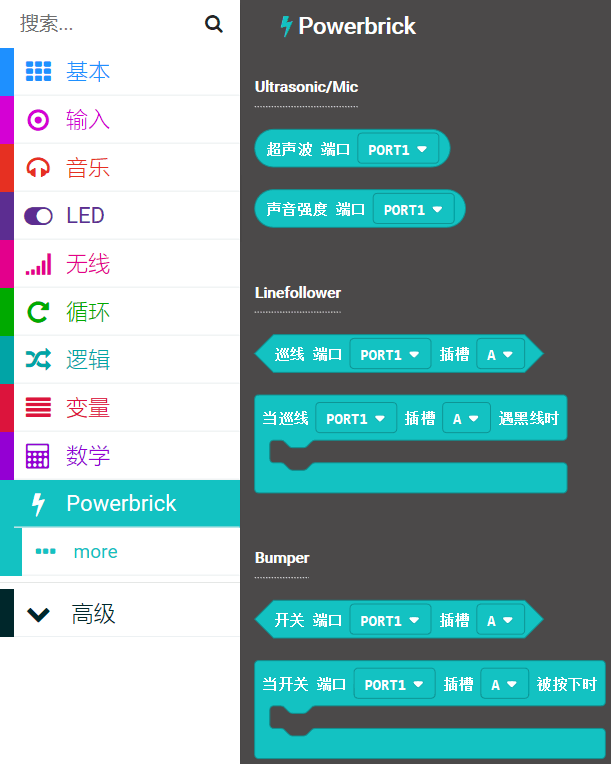 搜索...
基本
输入
音乐
LED
无线
循环
逻辑
变量
数学
Powerbrick
more
高级
Powerbrick
Ultrasonic/Mic
超声波 端口 PORT1
声音强度 端口 PORT1
Linefollower
巡线 端口 PORT1 插槽 A
当巡线 PORT1 插槽 A 遇黑线时
Bumper
开关 端口 PORT1 插槽 A
当开关 端口 PORT1 插槽 A 被按下时